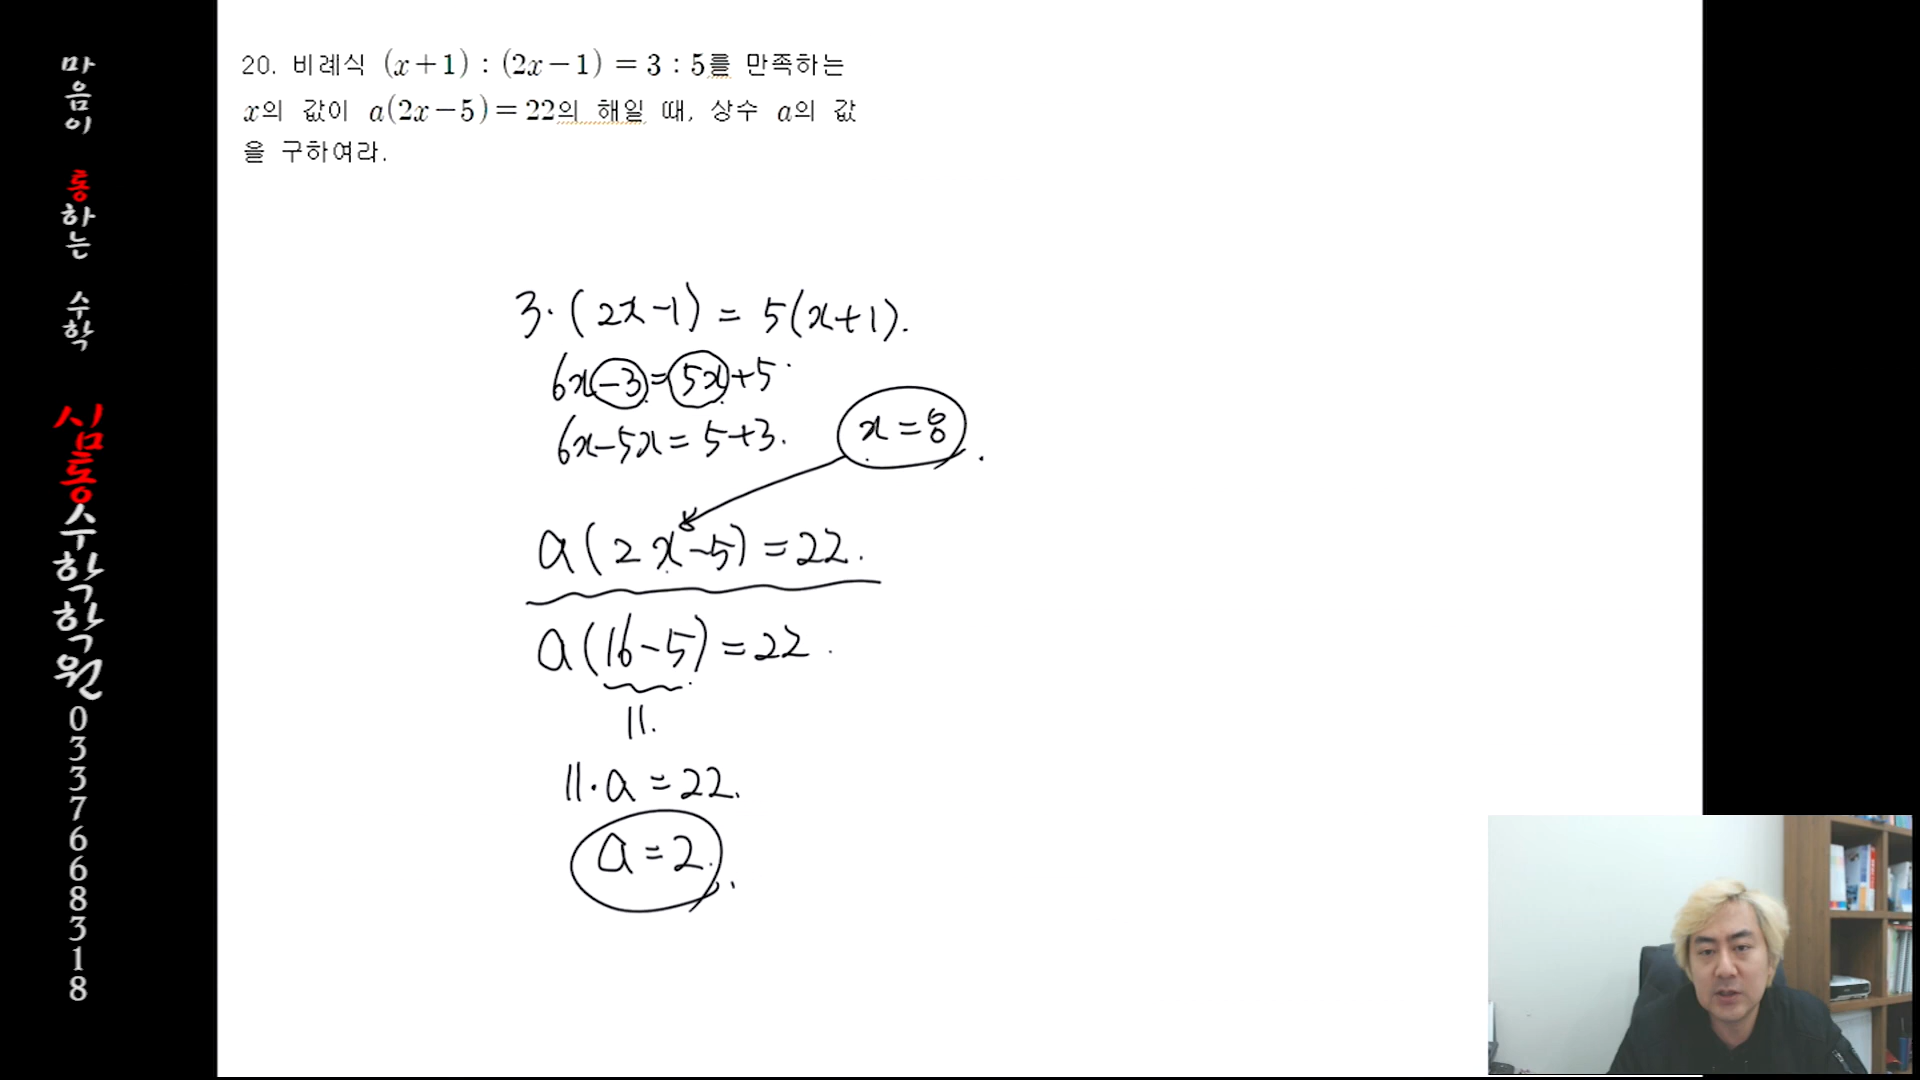 마음이 통하는 수학
심통수학학원
0337668318
20. 비례식 (x+1) : (2x−1) = 3 : 5를 만족하는
x의 값이 a(2x−5) = 22의 해일 때, 상수 a의 값
을 구하여라.
3·(2x−1) = 5(x+1).
6x−3=5x+5
6x−5x = 5+3.
x=8
a(2x−5)=22.
a(16−5)=22.
11.
11·a=22.
a=2.